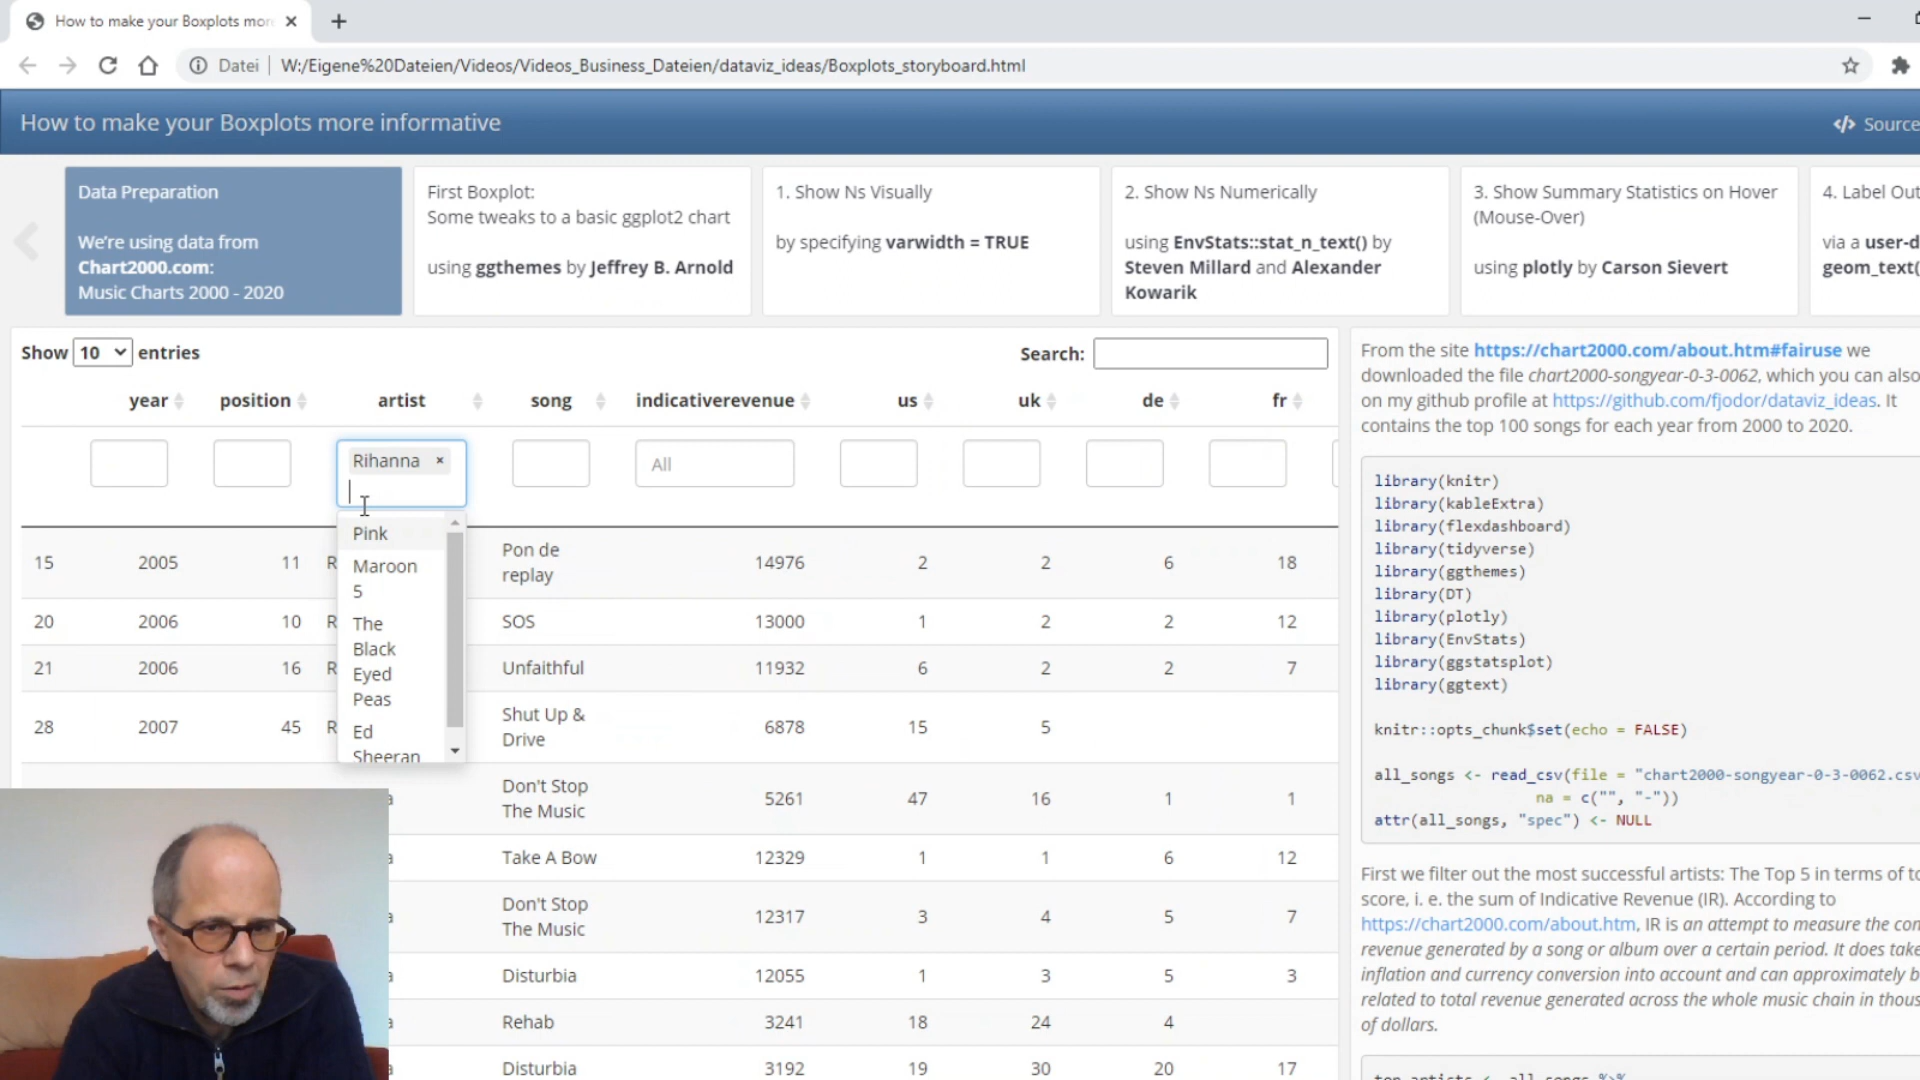 How to make your Boxplots mor
Datei
W:/Eigene%20Dateien/Videos/Videos_Business_Dateien/dataviz_ideas/Boxplots_storyboard.html
How to make your Boxplots more informative
</> Source
Data Preparation
We're using data from
Chart2000.com:
Music Charts 2000 - 2020
First Boxplot:
Some tweaks to a basic ggplot2 chart
using ggthemes by Jeffrey B. Arnold
1. Show Ns Visually
by specifying varwidth = TRUE
2. Show Ns Numerically
using EnvStats::stat_n_text() by
Steven Millard and Alexander
Kowarik
3. Show Summary Statistics on Hover
(Mouse-Over)
using plotly by Carson Sievert
4. Label Out
via a user-d
geom_text(
Show 10 entries
Search:
year position artist song indicativerevenue us uk de fr
Rihanna ×
All
Pink
Maroon
5
The
Black
Eyed
Peas
Ed
Sheeran
15 2005 11 R Pon de replay 14976 2 2 6 18
20 2006 10 R SOS 13000 1 2 2 12
21 2006 16 R Unfaithful 11932 6 2 2 7
28 2007 45 R Shut Up & Drive 6878 15 5
a Don't Stop The Music 5261 47 16 1 1
a Take A Bow 12329 1 1 6 12
a Don't Stop The Music 12317 3 4 5 7
a Disturbia 12055 1 3 5 3
a Rehab 3241 18 24 4
a Disturbia 3192 19 30 20 17
From the site https://chart2000.com/about.htm#fairuse we
downloaded the file chart2000-songyear-0-3-0062, which you can also
on my github profile at https://github.com/fjodor/dataviz_ideas. It
contains the top 100 songs for each year from 2000 to 2020.
library(knitr)
library(kableExtra)
library(flexdashboard)
library(tidyverse)
library(ggthemes)
library(DT)
library(plotly)
library(EnvStats)
library(ggstatsplot)
library(ggtext)
knitr::opts_chunk$set(echo = FALSE)
all_songs <- read_csv(file = "chart2000-songyear-0-3-0062.csv
na = c("", "-"))
attr(all_songs, "spec") <- NULL
First we filter out the most successful artists: The Top 5 in terms of to
score, i. e. the sum of Indicative Revenue (IR). According to
https://chart2000.com/about.htm, IR is an attempt to measure the con
revenue generated by a song or album over a certain period. It does take
inflation and currency conversion into account and can approximately b
related to total revenue generated across the whole music chain in thous
of dollars.